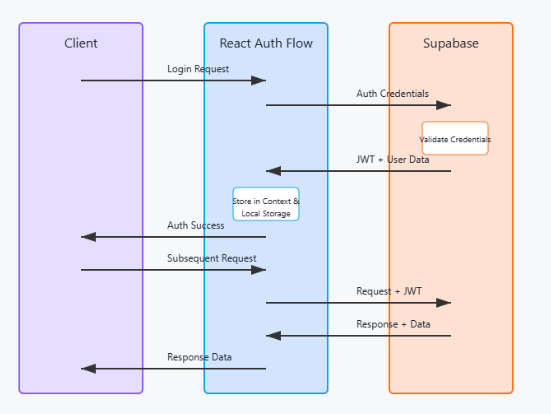 Client
React Auth Flow
Supabase
Login Request
Auth Credentials
Validate Credentials
JWT + User Data
Store in Context &
Local Storage
Auth Success
Subsequent Request
Request + JWT
Response + Data
Response Data